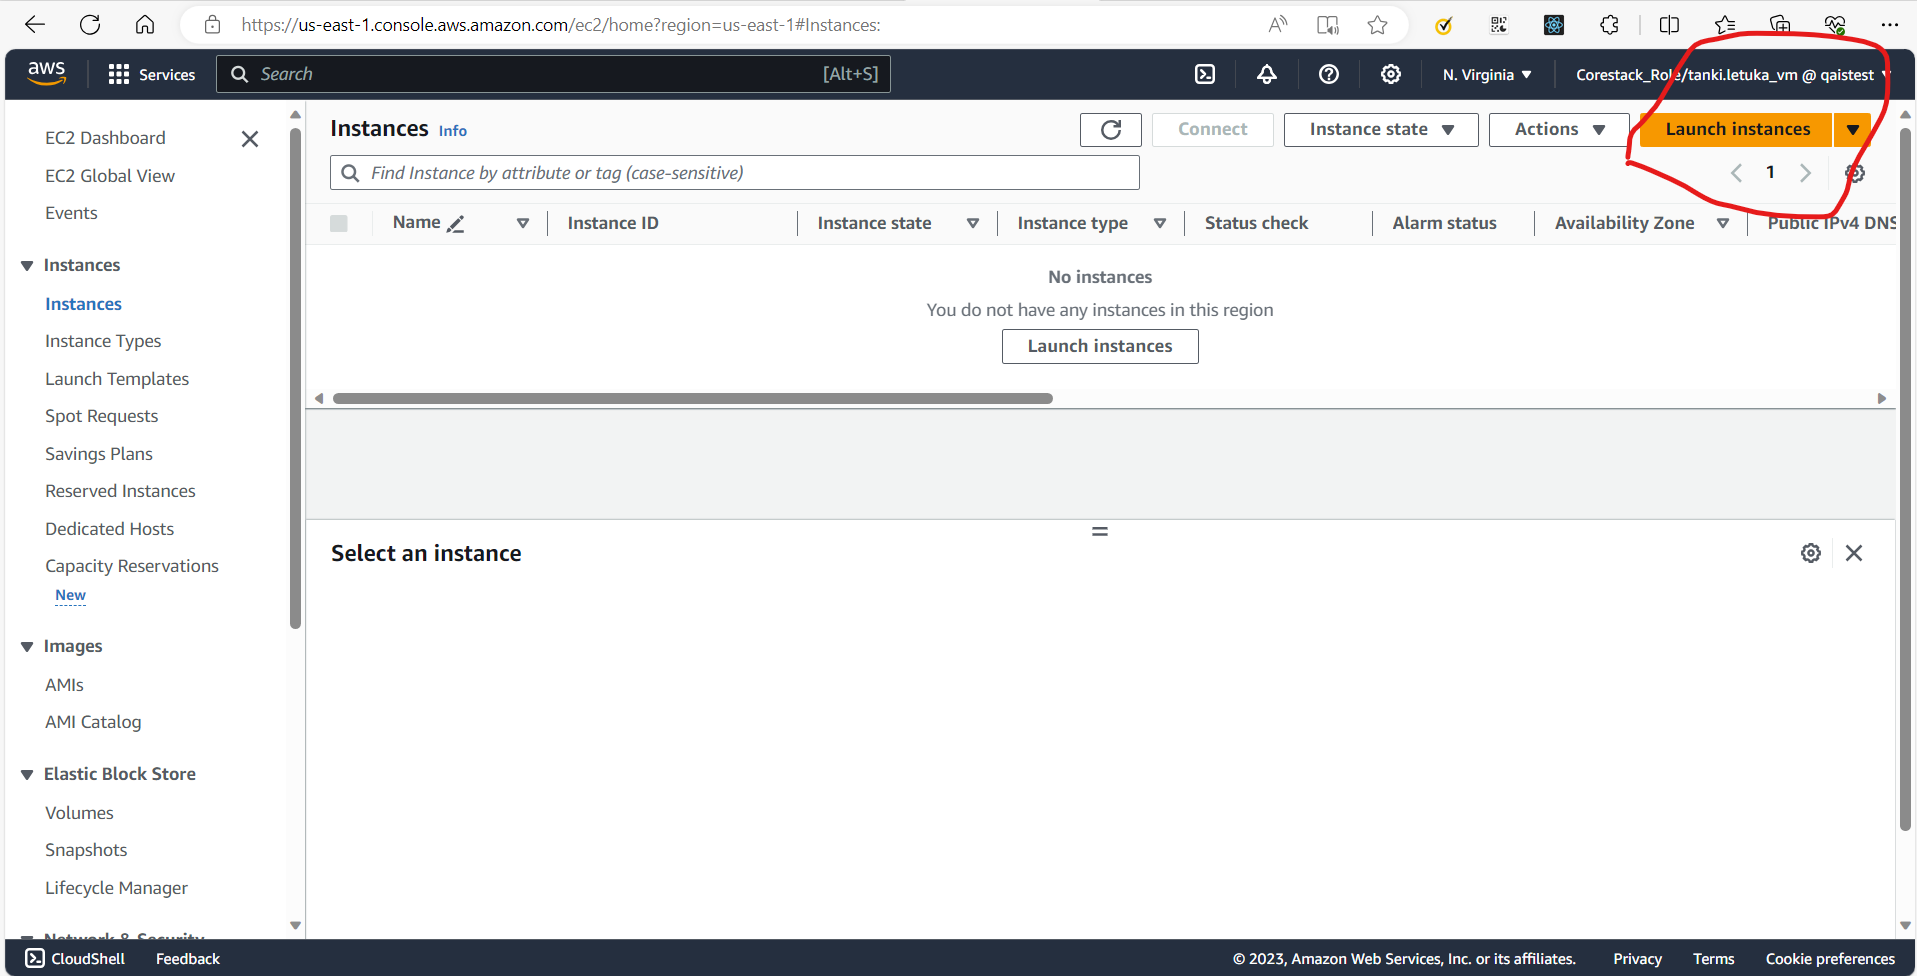 https://us-east-1.console.aws.amazon.com/ec2/home?region=us-east-1#Instances:
aws
Services
Search
[Alt+S]
N. Virginia
Corestack_Role/tanki.letuka_vm @ qaistest
EC2 Dashboard
EC2 Global View
Events
Instances
Instances
Instance Types
Launch Templates
Spot Requests
Savings Plans
Reserved Instances
Dedicated Hosts
Capacity Reservations
New
Images
AMIs
AMI Catalog
Elastic Block Store
Volumes
Snapshots
Lifecycle Manager
Network & Security
Instances Info
Connect
Instance state
Actions
Launch instances
Find Instance by attribute or tag (case-sensitive)
1
Name
Instance ID
Instance state
Instance type
Status check
Alarm status
Availability Zone
Public IPv4 DNS
No instances
You do not have any instances in this region
Launch instances
Select an instance
CloudShell
Feedback
© 2023, Amazon Web Services, Inc. or its affiliates.
Privacy
Terms
Cookie preferences